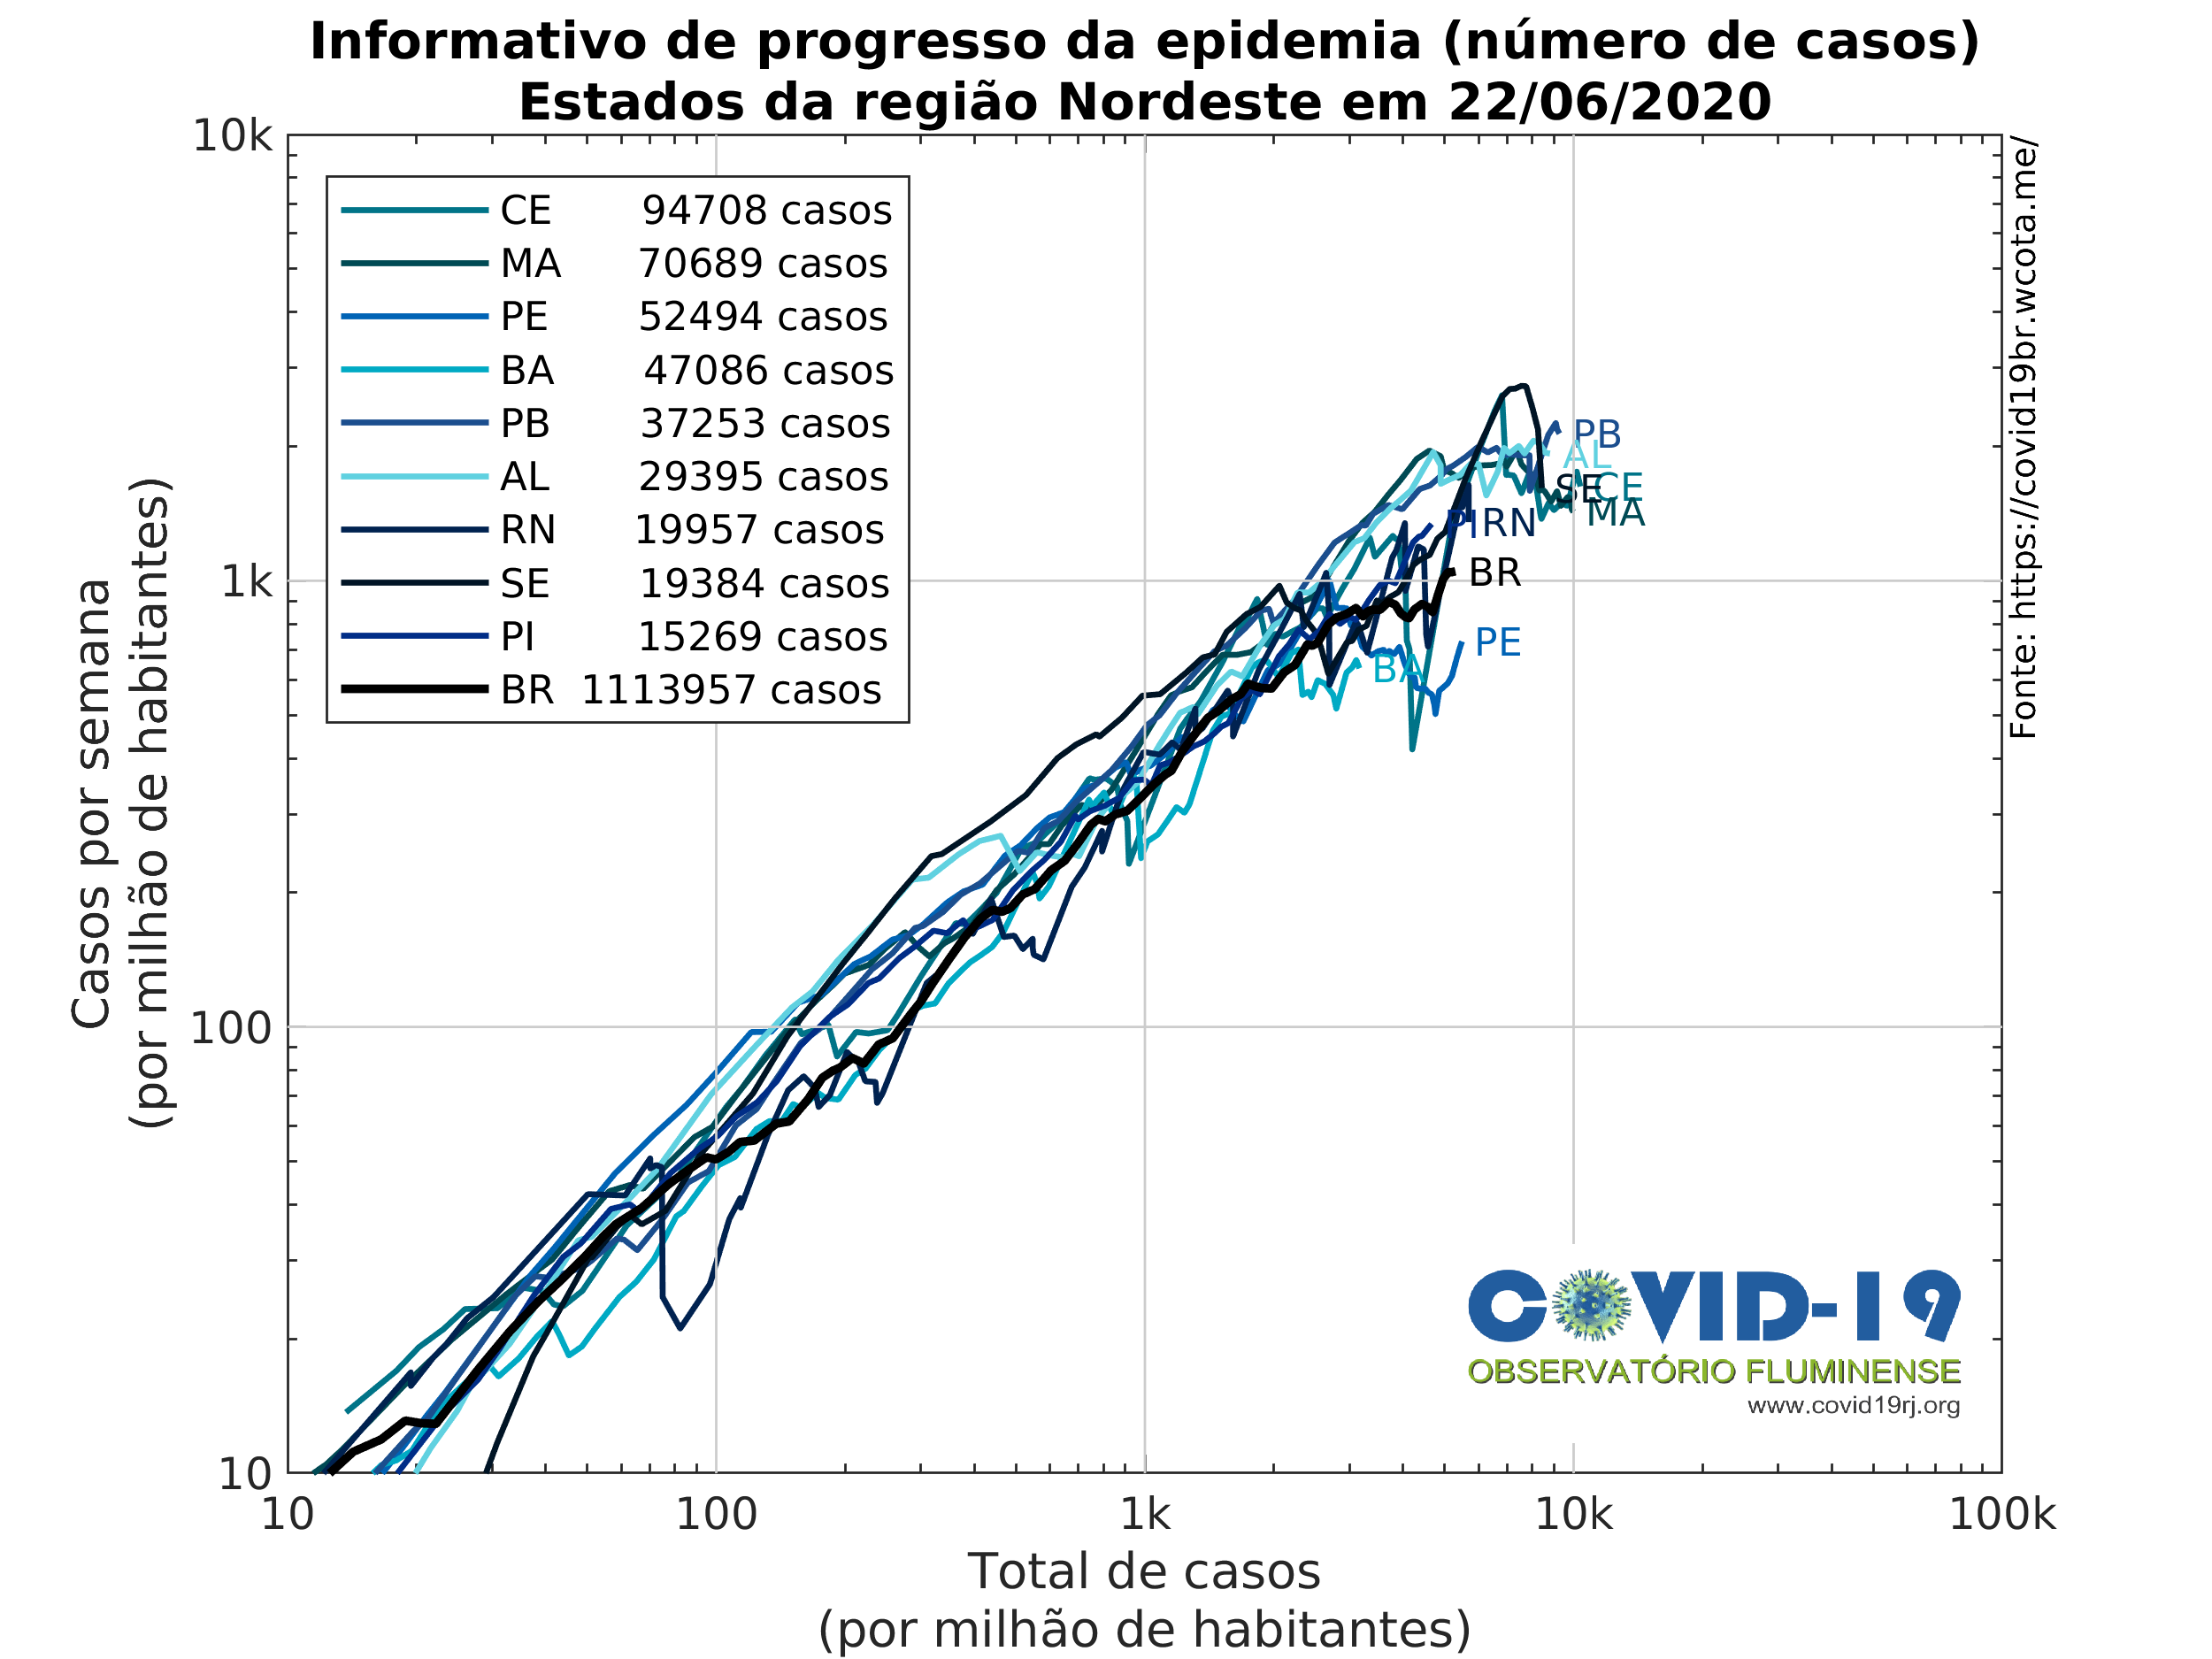 Informativo de progresso da epidemia (número de casos)
Estados da região Nordeste em 22/06/2020
10k
1k
100
10
Casos por semana
(por milhão de habitantes)
CE 94708 casos
MA 70689 casos
PE 52494 casos
BA 47086 casos
PB 37253 casos
AL 29395 casos
RN 19957 casos
SE 19384 casos
PI 15269 casos
BR 1113957 casos
PB
AL
SE
CE
MA
PI
RN
BR
PE
BA
Fonte: https://covid19br.wcota.me/
COVID-19
OBSERVATÓRIO FLUMINENSE
www.covid19rj.org
10
100
1k
10k
100k
Total de casos
(por milhão de habitantes)